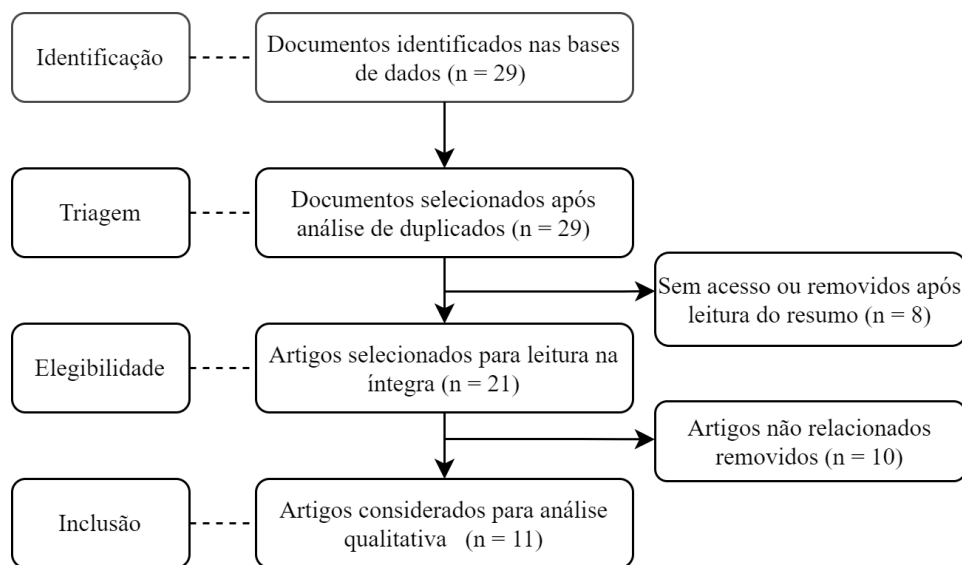 Identificação
Documentos identificados nas bases
de dados (n = 29)
Triagem
Documentos selecionados após
análise de duplicados (n = 29)
Sem acesso ou removidos após
leitura do resumo (n = 8)
Elegibilidade
Artigos selecionados para leitura na
íntegra (n = 21)
Artigos não relacionados
removidos (n = 10)
Inclusão
Artigos considerados para análise
qualitativa (n = 11)